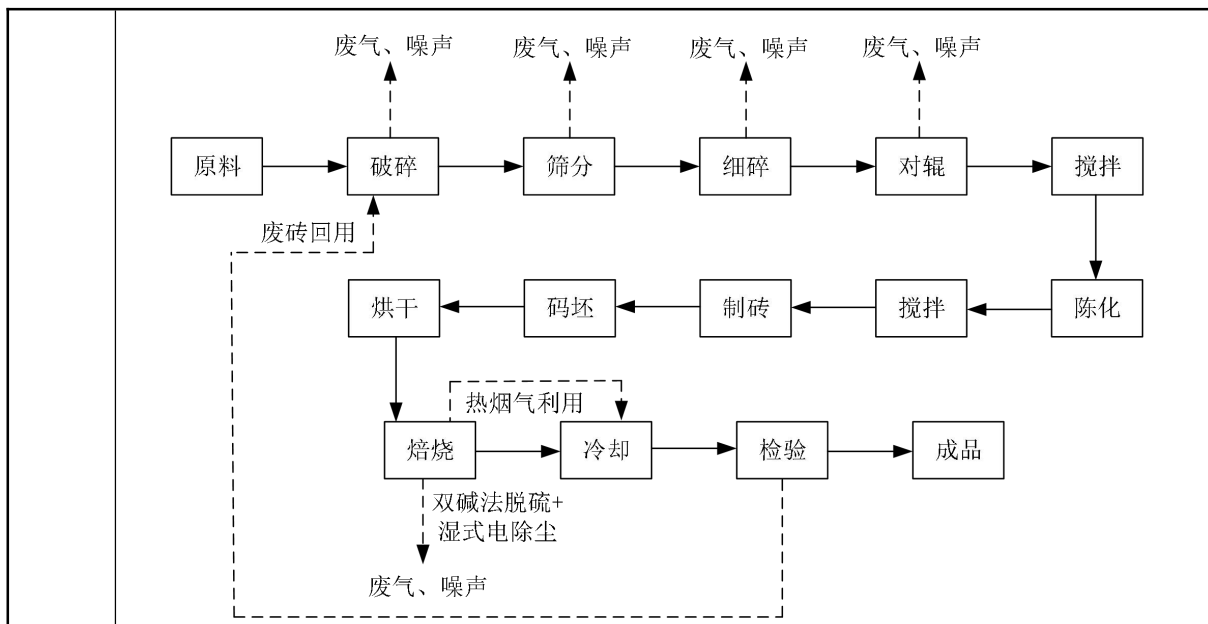 废气、噪声
废气、噪声
废气、噪声
废气、噪声
原料
破碎
筛分
细碎
对辊
搅拌
废砖回用
烘干
码坯
制砖
搅拌
陈化
热烟气利用
焙烧
冷却
检验
成品
双碱法脱硫+
湿式电除尘
废气、噪声